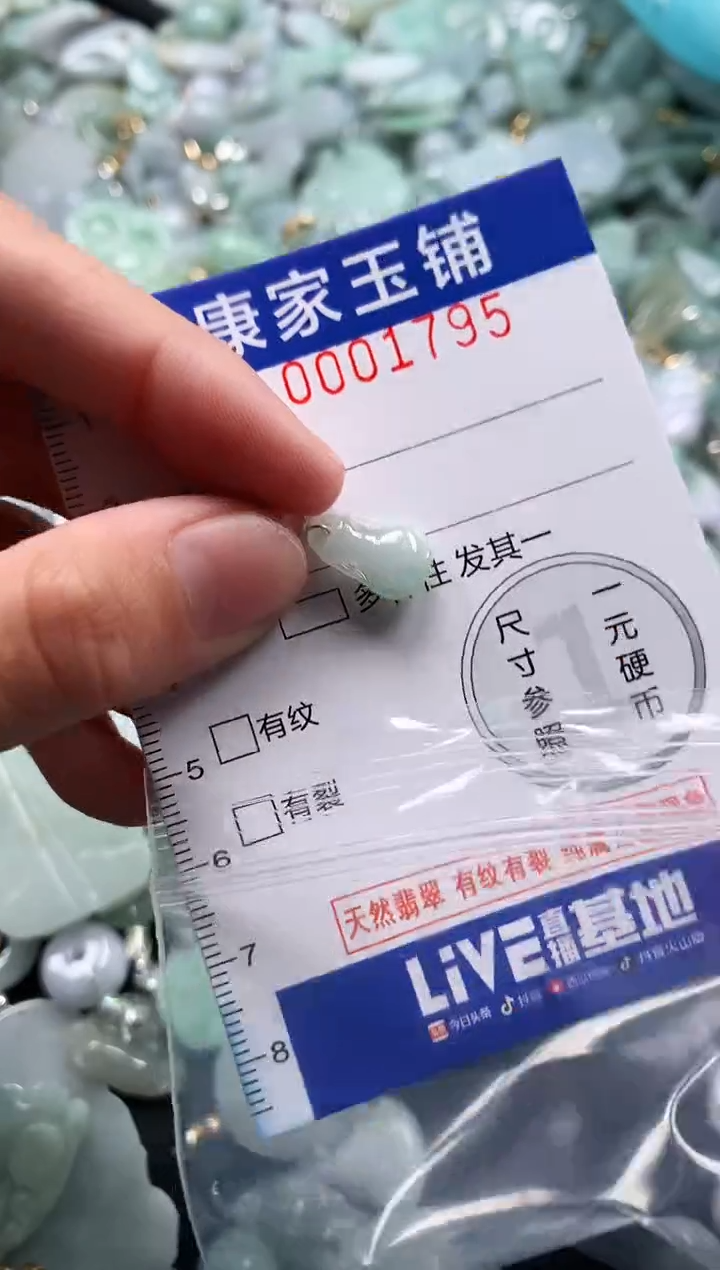 康家玉铺
0001795
多 发其一
一元硬币
尺寸参照
1
有纹
5
有裂
6
天然翡翠 有纹有裂
7
LiVE直播基地
今日头条 抖音 抖音火山版
8